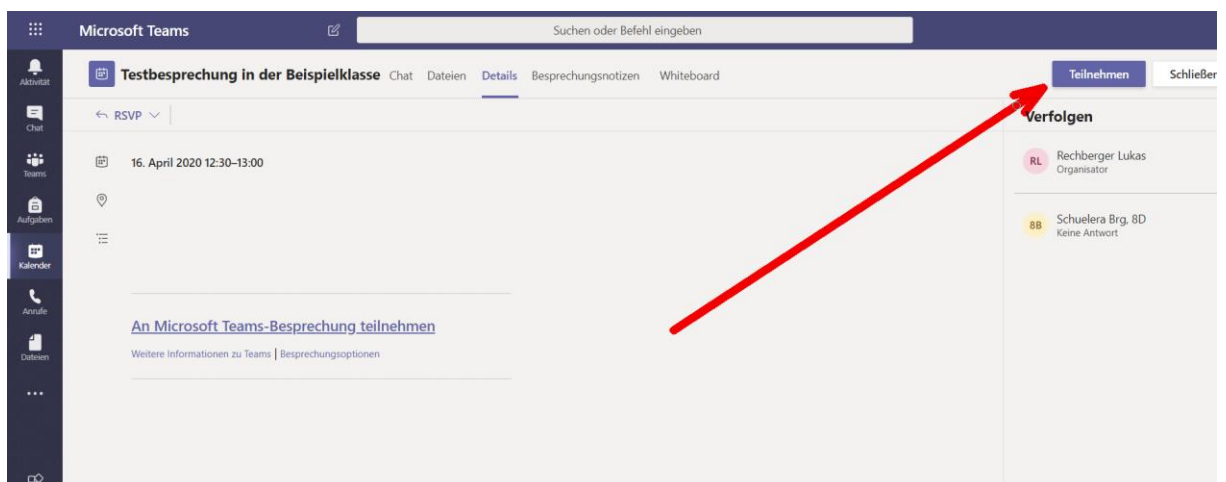 Microsoft Teams
Suchen oder Befehl eingeben
Aktivität
Chat
Teams
Aufgaben
Kalender
Anrufe
Dateien
Testbesprechung in der Beispielklasse Chat Dateien Details Besprechungsnotizen Whiteboard
Teilnehmen
Schließen
RSVP
16. April 2020 12:30–13:00
An Microsoft Teams-Besprechung teilnehmen
Weitere Informationen zu Teams | Besprechungsoptionen
Verfolgen
RL
Rechberger Lukas
Organisator
8B
Schuelera Brg, 8D
Keine Antwort